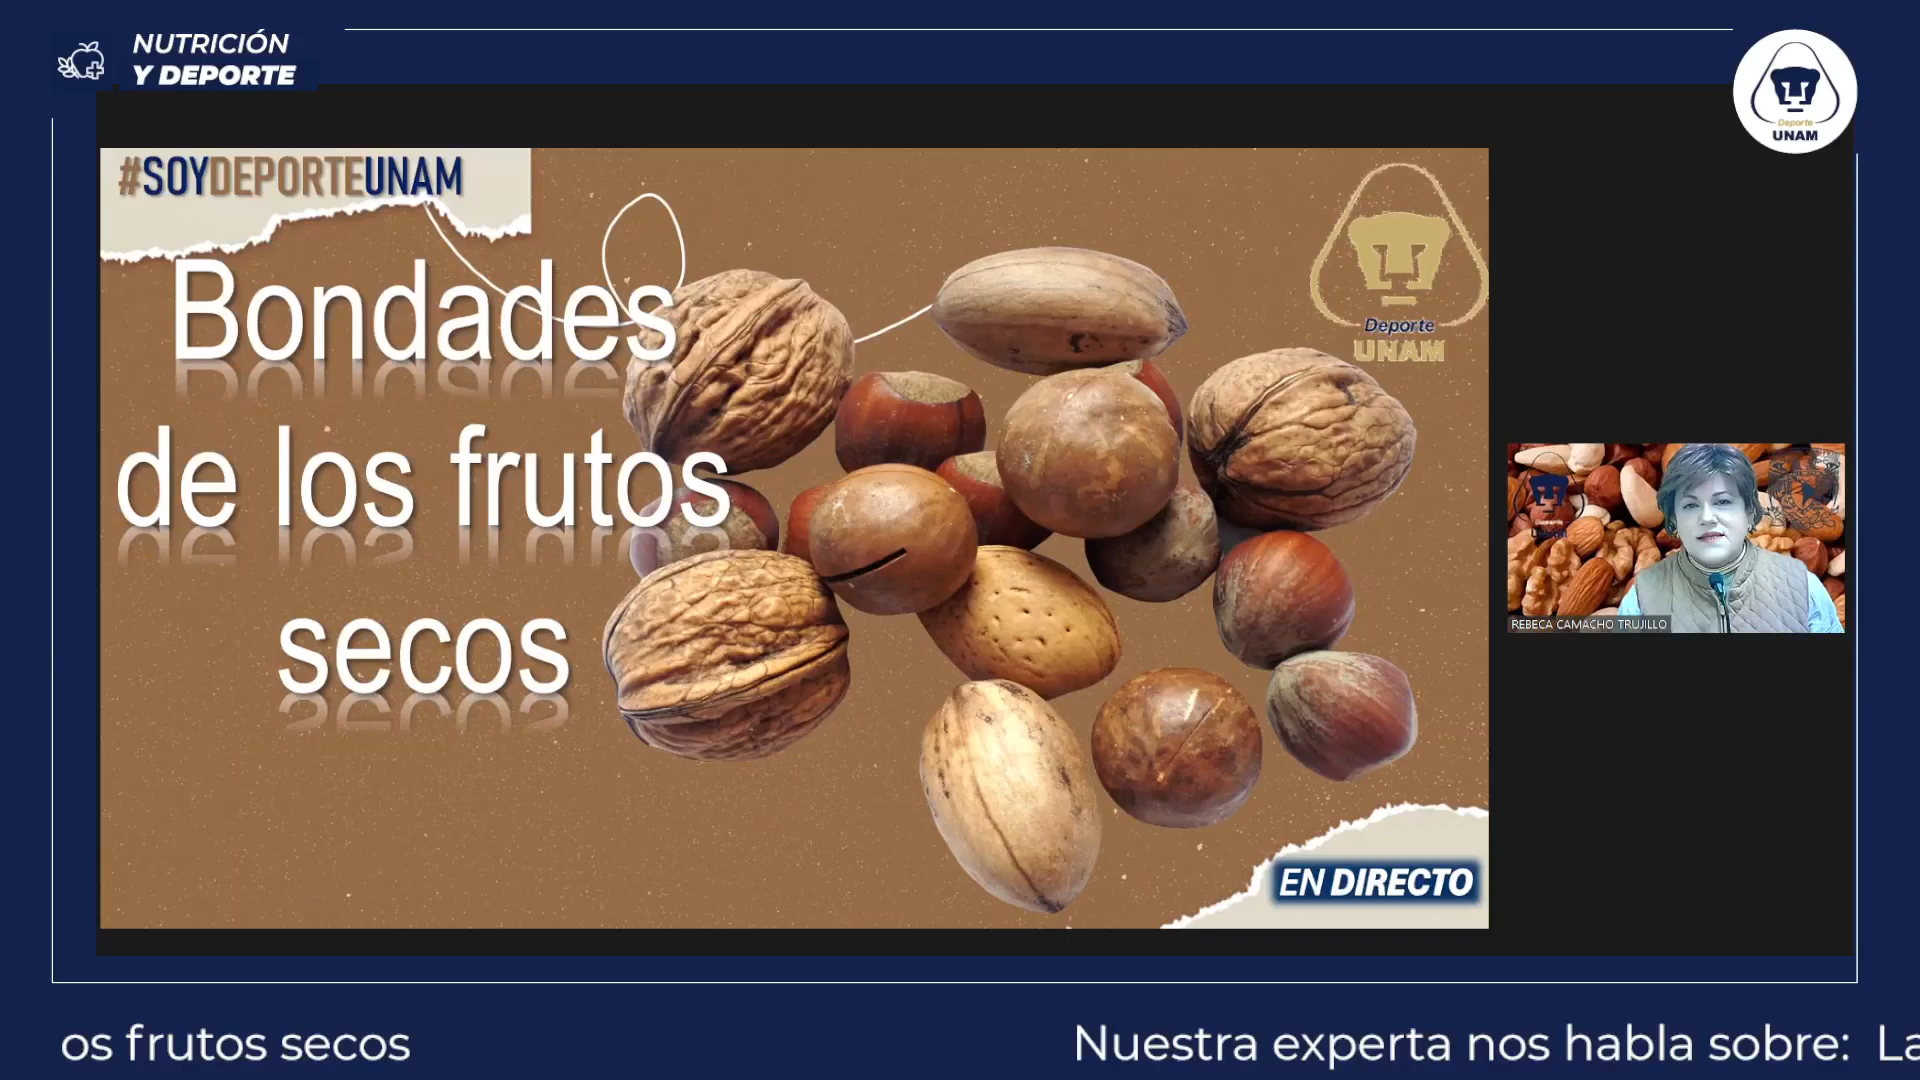 NUTRICIÓN
Y DEPORTE
Deporte
UNAM
#SOYDEPORTEUNAM
Deporte
UNAM
Bondades
de los frutos
secos
REBECA CAMACHO TRUJILLO
EN DIRECTO
os frutos secos
Nuestra experta nos habla sobre: La